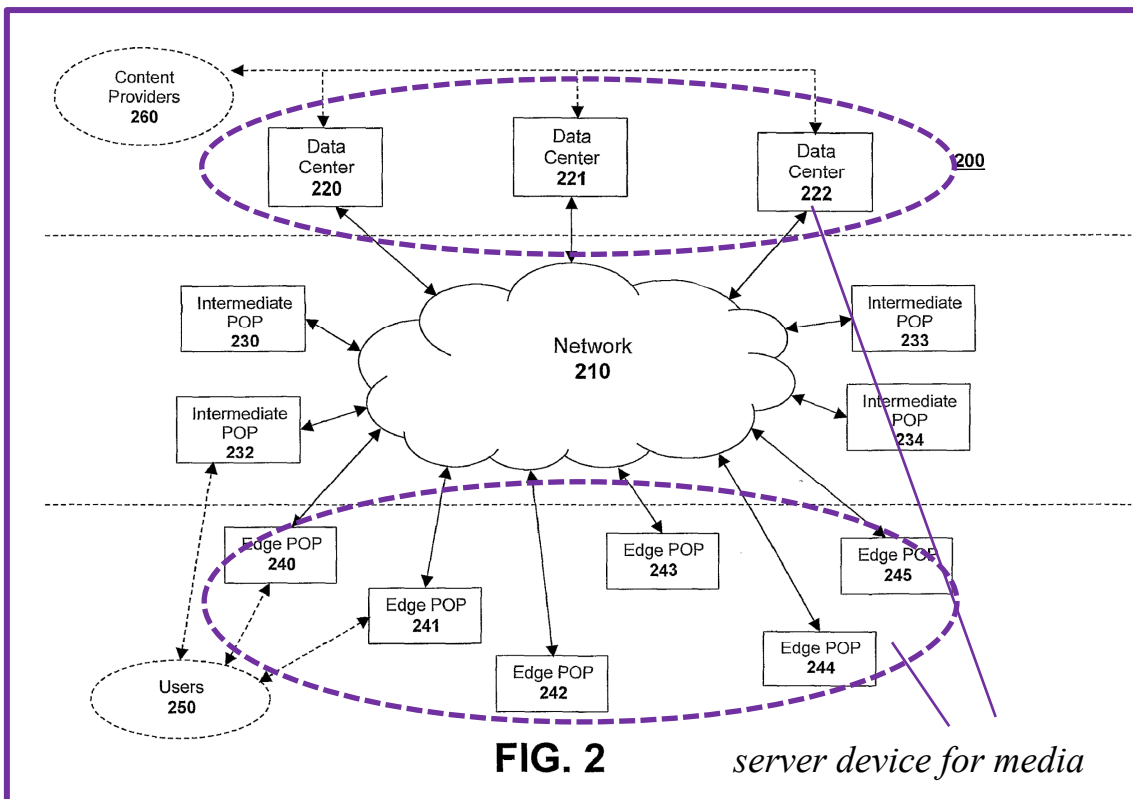 Content
Providers
260
Data
Center
220
Data
Center
221
Data
Center
222
200
Intermediate
POP
230
Network
210
Intermediate
POP
233
Intermediate
POP
232
Intermediate
POP
234
Edge POP
240
Edge POP
243
Edge POP
245
Edge POP
241
Edge POP
244
Edge POP
242
Users
250
FIG. 2
server device for media